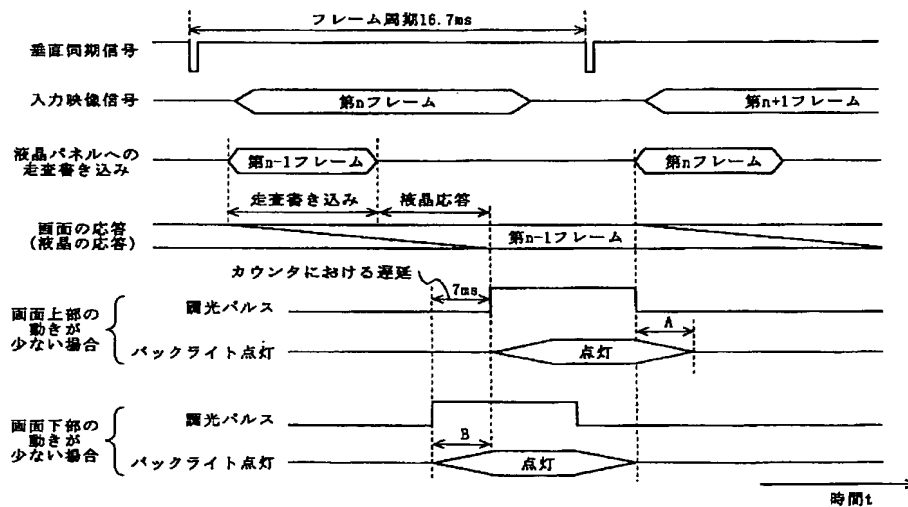 フレーム周期16.7ms
垂直同期信号
入力映像信号
第nフレーム
第n+1フレーム
液晶パネルへの
走査書き込み
第n-1フレーム
第nフレーム
走査書き込み
液晶応答
画面の応答
(液晶の応答)
第n-1フレーム
カウンタにおける遅延
7ms
画面上部の
動きが
少ない場合
調光パルス
A
バックライト点灯
点灯
画面下部の
動きが
少ない場合
調光パルス
B
バックライト点灯
点灯
時間t